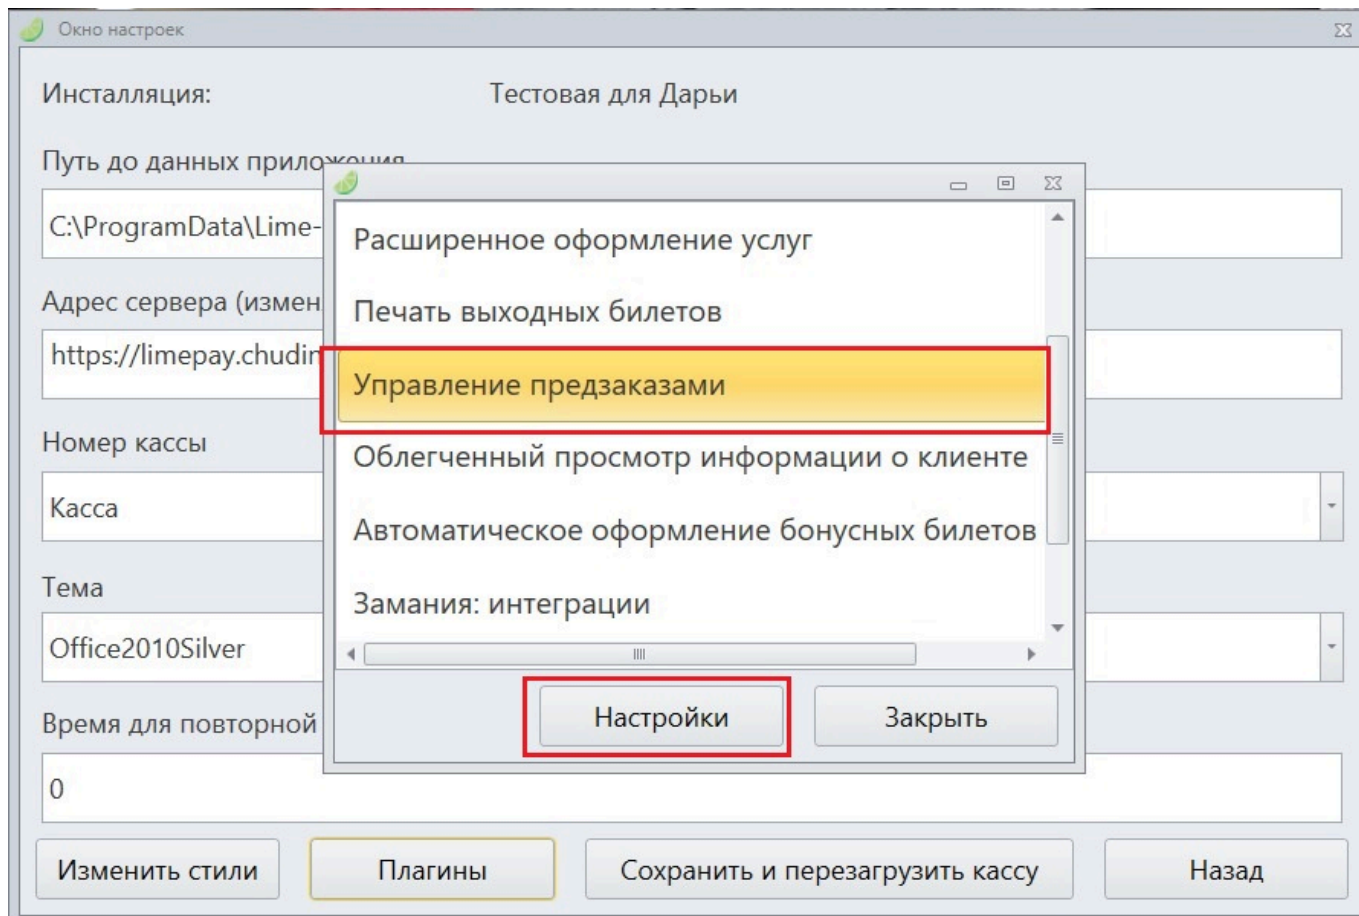 Окно настроек
Инсталляция: Тестовая для Дарьи
Путь до данных приложения
C:\ProgramData\Lime-
Адрес сервера (измен
https://limepay.chudin
Номер кассы
Касса
Тема
Office2010Silver
Время для повторной
0
Расширенное оформление услуг
Печать выходных билетов
Управление предзаказами
Облегченный просмотр информации о клиенте
Автоматическое оформление бонусных билетов
Замания: интеграции
Настройки Закрыть
Изменить стили Плагины Сохранить и перезагрузить кассу Назад